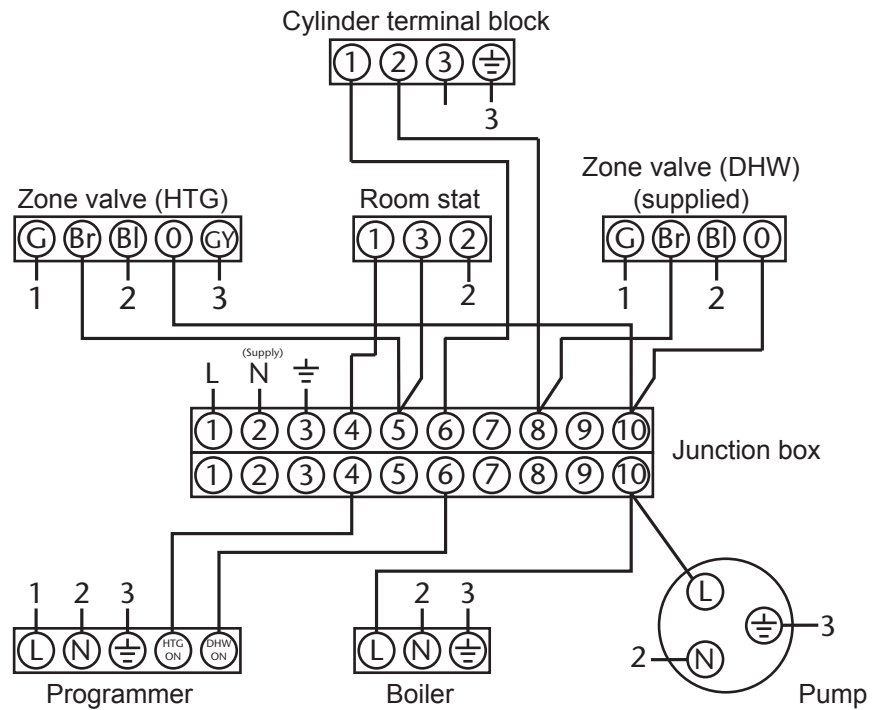 Cylinder terminal block
1 2 3
3
Zone valve (HTG)
G Br Bl 0 GY
1 2 3
Room stat
1 3 2
2
Zone valve (DHW)
(supplied)
G Br Bl 0
1 2
(Supply)
L N
1 2 3 4 5 6 7 8 9 10
1 2 3 4 5 6 7 8 9 10
Junction box
1 2 3
L N HTG ON DHW ON
Programmer
2 3
L N
Boiler
L
3
2 N
Pump